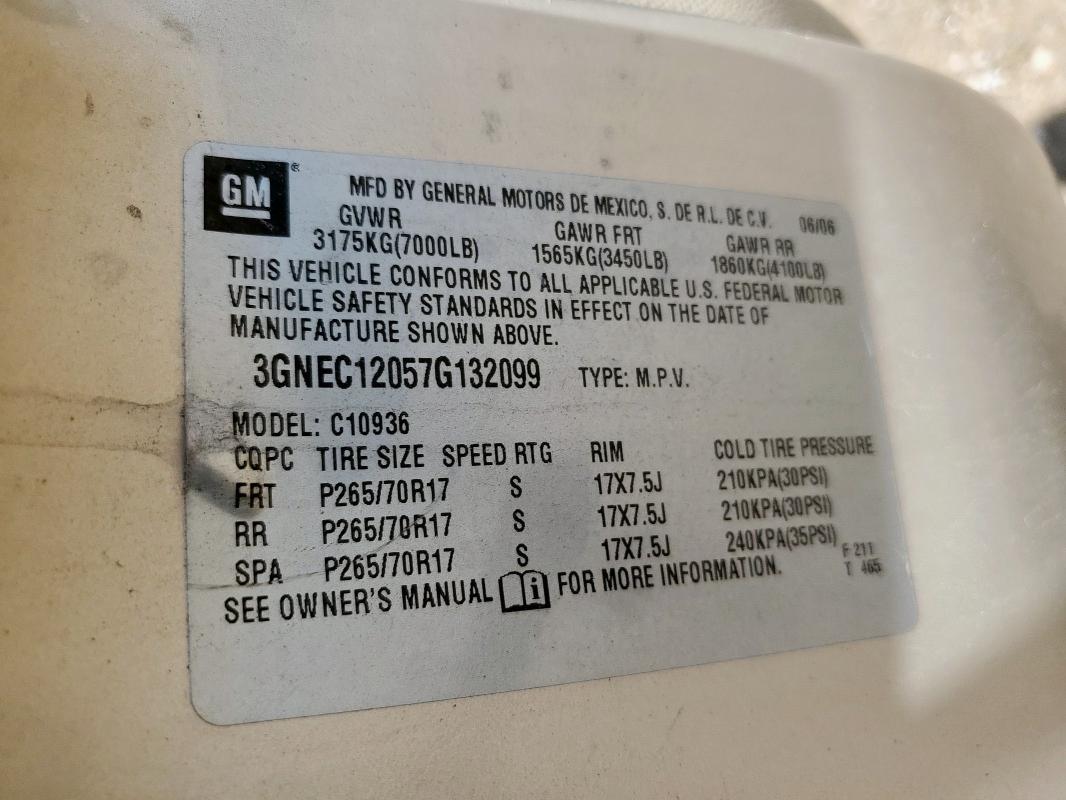 GM®
MFD BY GENERAL MOTORS DE MEXICO, S. DE R.L. DE C.V. 06/06
GVWR GAWR FRT GAWR RR
3175KG(7000LB) 1565KG(3450LB) 1860KG(4100LB)
THIS VEHICLE CONFORMS TO ALL APPLICABLE U.S. FEDERAL MOTOR
VEHICLE SAFETY STANDARDS IN EFFECT ON THE DATE OF
MANUFACTURE SHOWN ABOVE.
3GNEC12057G132099 TYPE: M.P.V.
MODEL: C10936
CQPC TIRE SIZE SPEED RTG RIM COLD TIRE PRESSURE
FRT P265/70R17 S 17X7.5J 210KPA(30PSI)
RR P265/70R17 S 17X7.5J 210KPA(30PSI)
SPA P265/70R17 S 17X7.5J 240KPA(35PSI)
F 211
T 465
SEE OWNER'S MANUAL i FOR MORE INFORMATION.